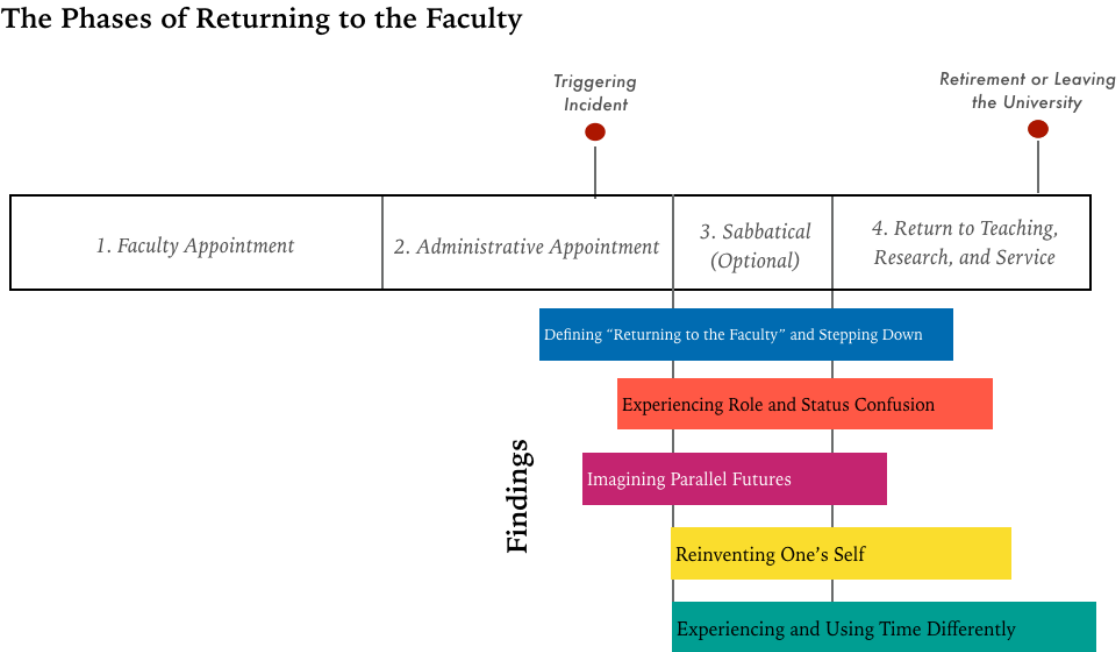 The Phases of Returning to the Faculty
Triggering
Incident
Retirement or Leaving
the University
1. Faculty Appointment
2. Administrative Appointment
3. Sabbatical
(Optional)
4. Return to Teaching,
Research, and Service
Findings
Defining “Returning to the Faculty” and Stepping Down
Experiencing Role and Status Confusion
Imagining Parallel Futures
Reinventing One’s Self
Experiencing and Using Time Differently